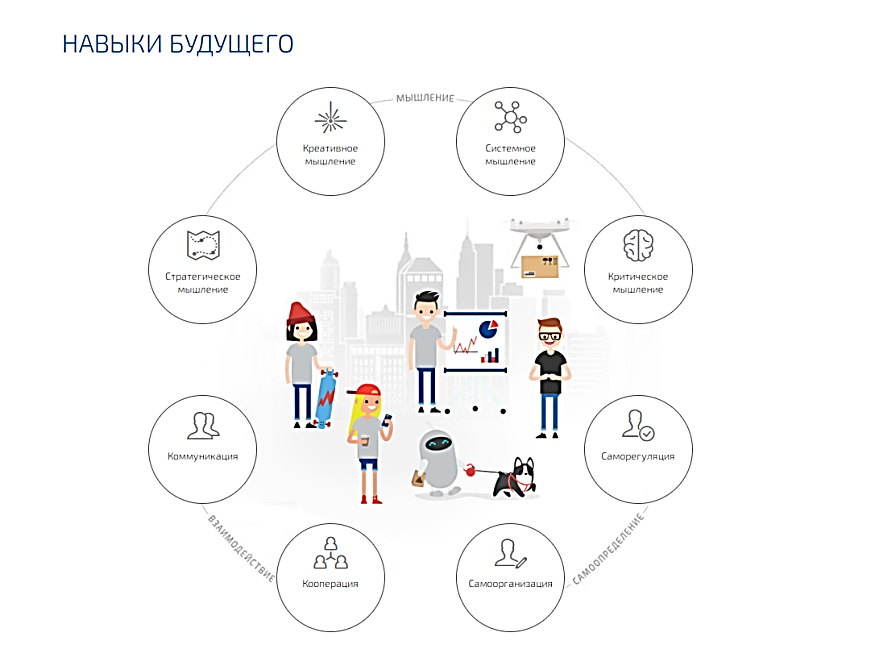 НАВЫКИ БУДУЩЕГО
МЫШЛЕНИЕ
Креативное
мышление
Системное
мышление
Стратегическое
мышление
Критическое
мышление
Коммуникация
Саморегуляция
ВЗАИМОДЕЙСТВИЕ
САМООПРЕДЕЛЕНИЕ
Кооперация
Самоорганизация